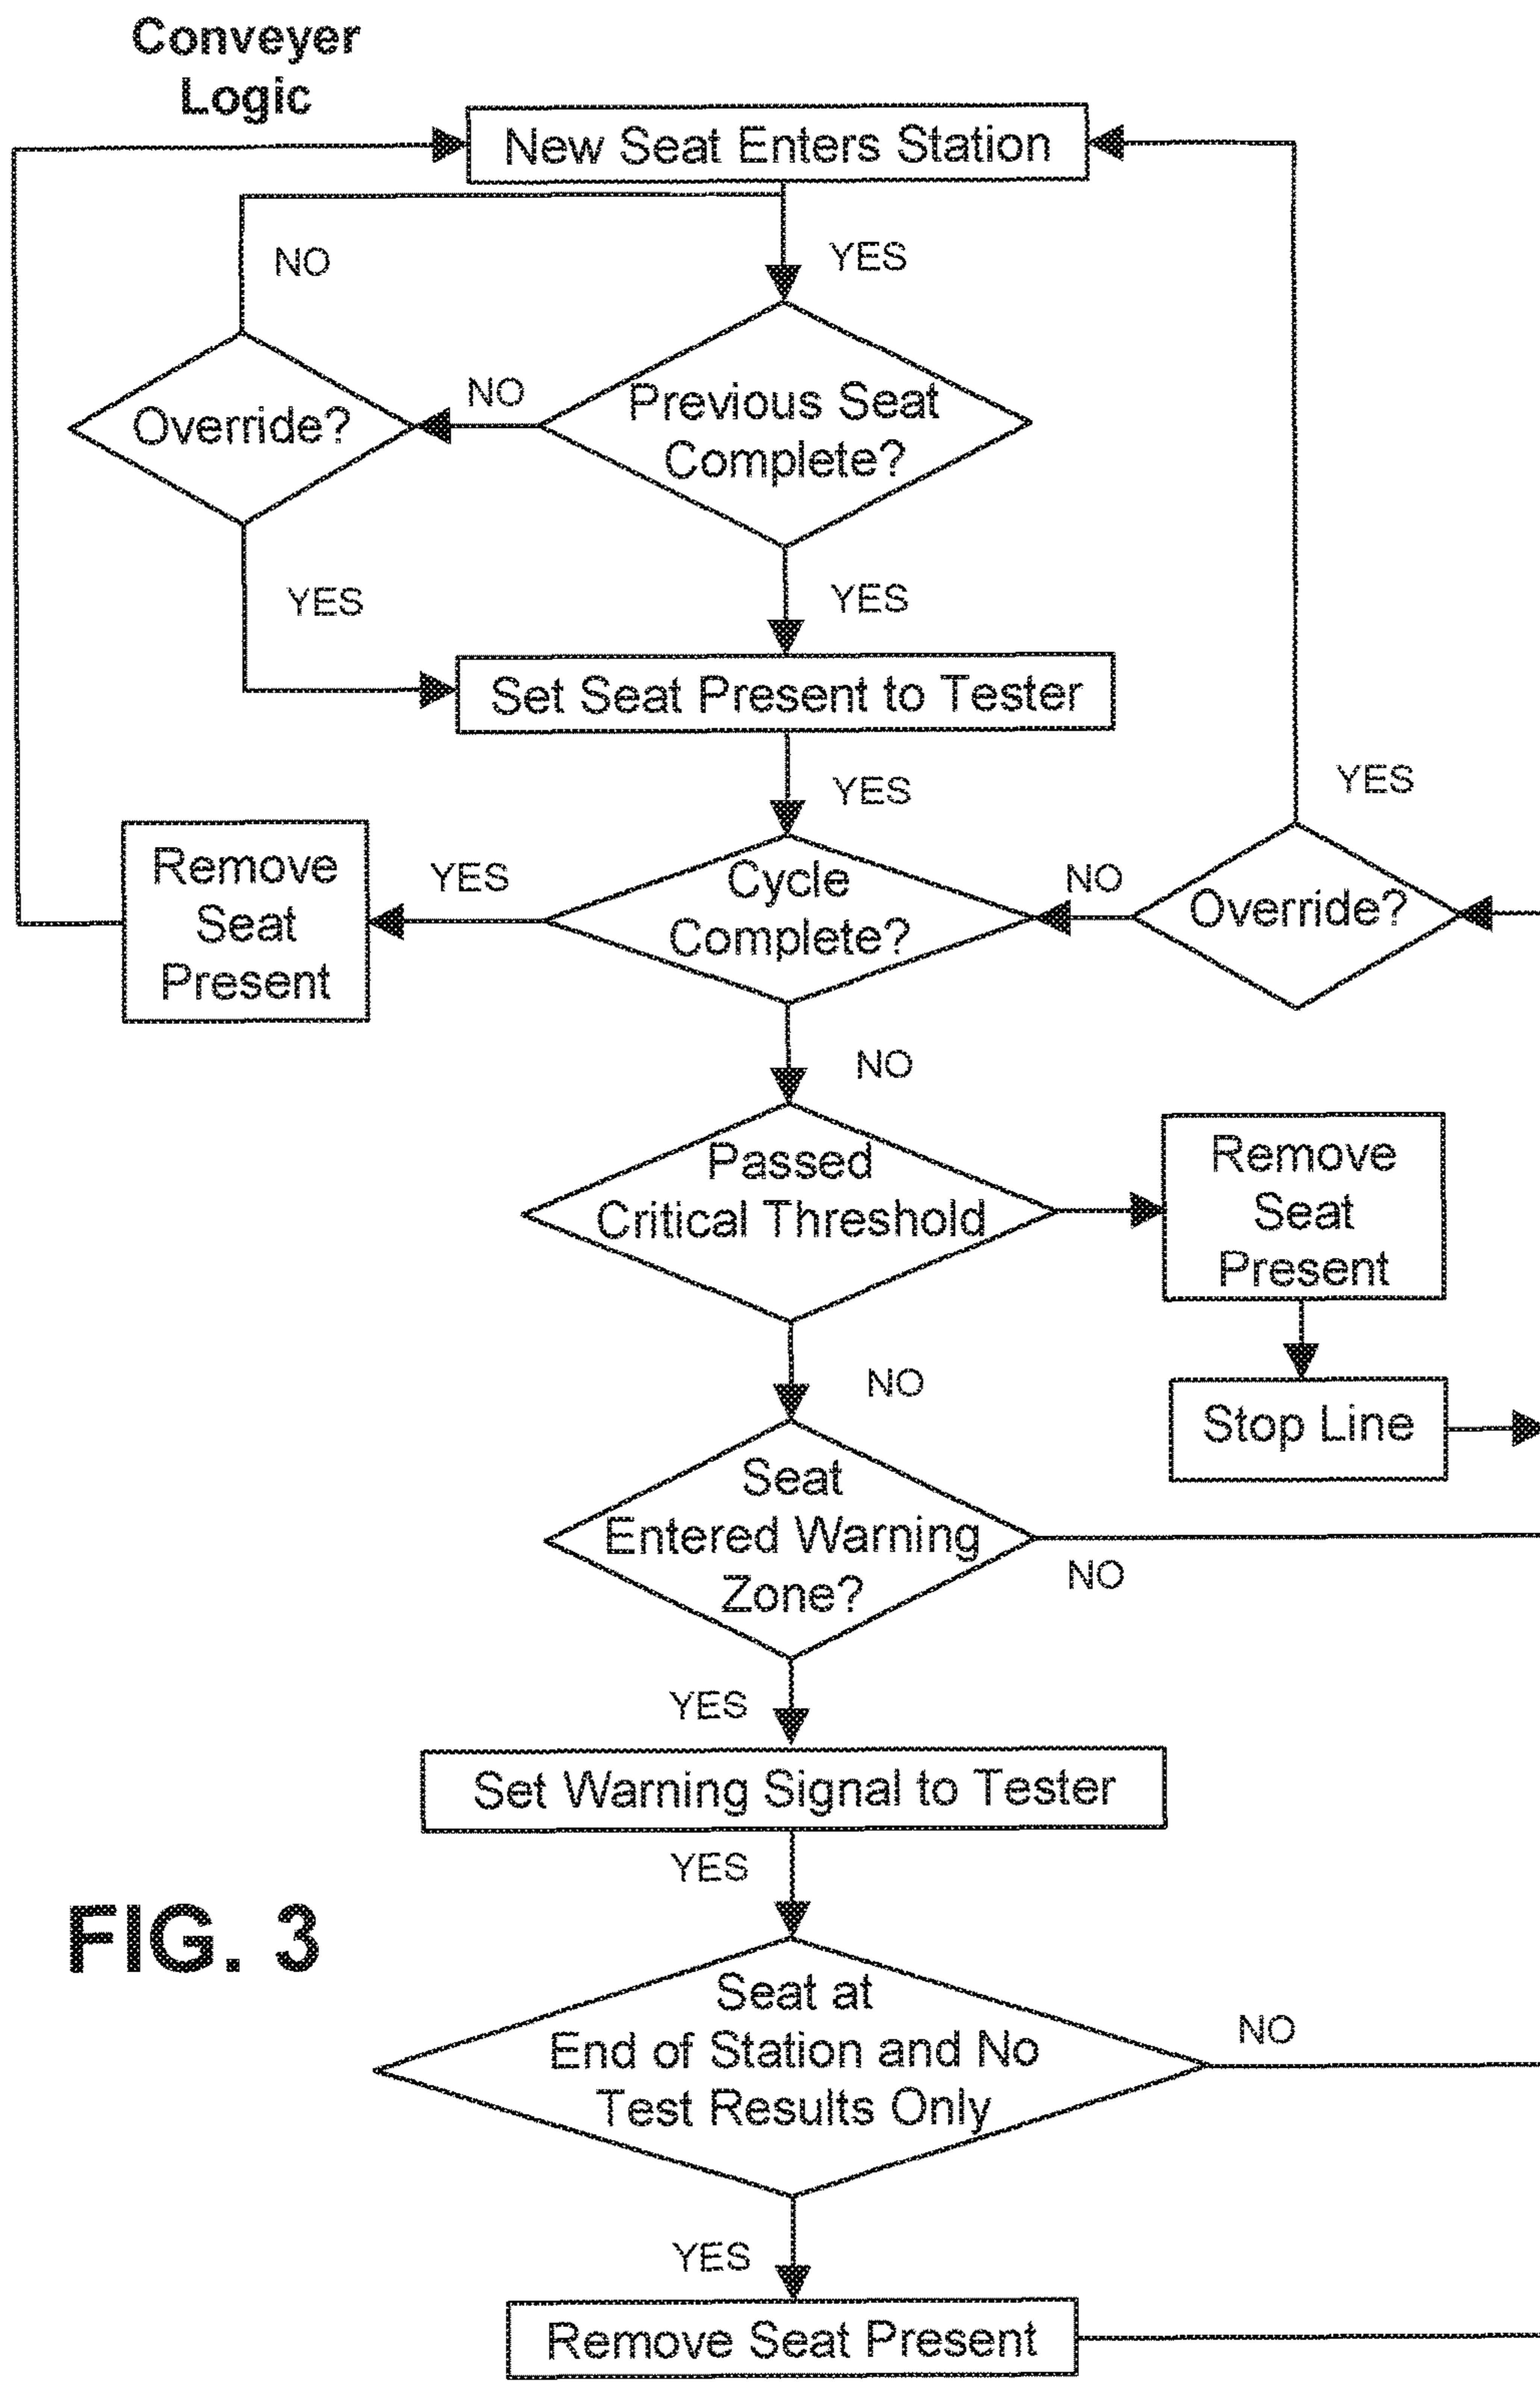 Conveyer
Logic
New Seat Enters Station
NO
YES
Override?
NO
Previous Seat
Complete?
YES
YES
Set Seat Present to Tester
YES
YES
Remove
Seat
Present
YES
Cycle
Complete?
NO
Override?
NO
Passed
Critical Threshold
Remove
Seat
Present
NO
Stop Line
Seat
Entered Warning
Zone?
NO
YES
Set Warning Signal to Tester
YES
FIG. 3
Seat at
End of Station and No
Test Results Only
NO
YES
Remove Seat Present